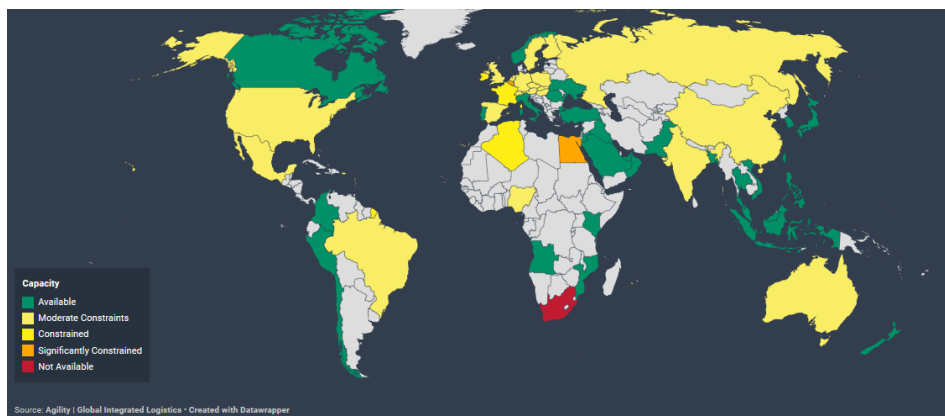 Capacity
Available
Moderate Constraints
Constrained
Significantly Constrained
Not Available
Source: Agility | Global Integrated Logistics • Created with Datawrapper